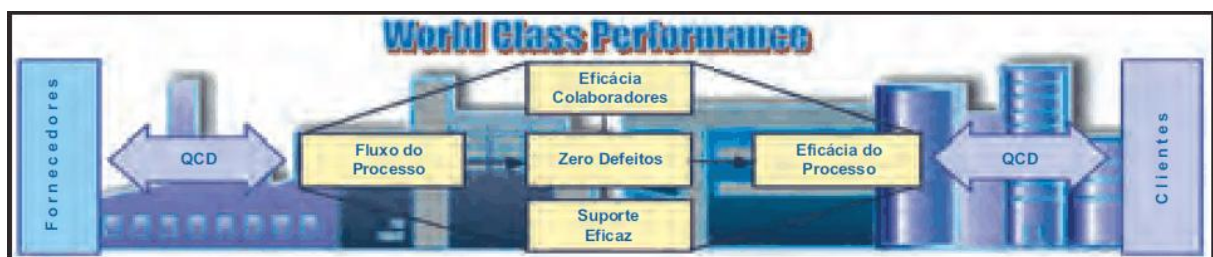 World Class Performance
Fornecedores
QCD
Fluxo do
Processo
Eficácia
Colaboradores
Zero Defeitos
Suporte
Eficaz
Eficácia do
Processo
QCD
Clientes